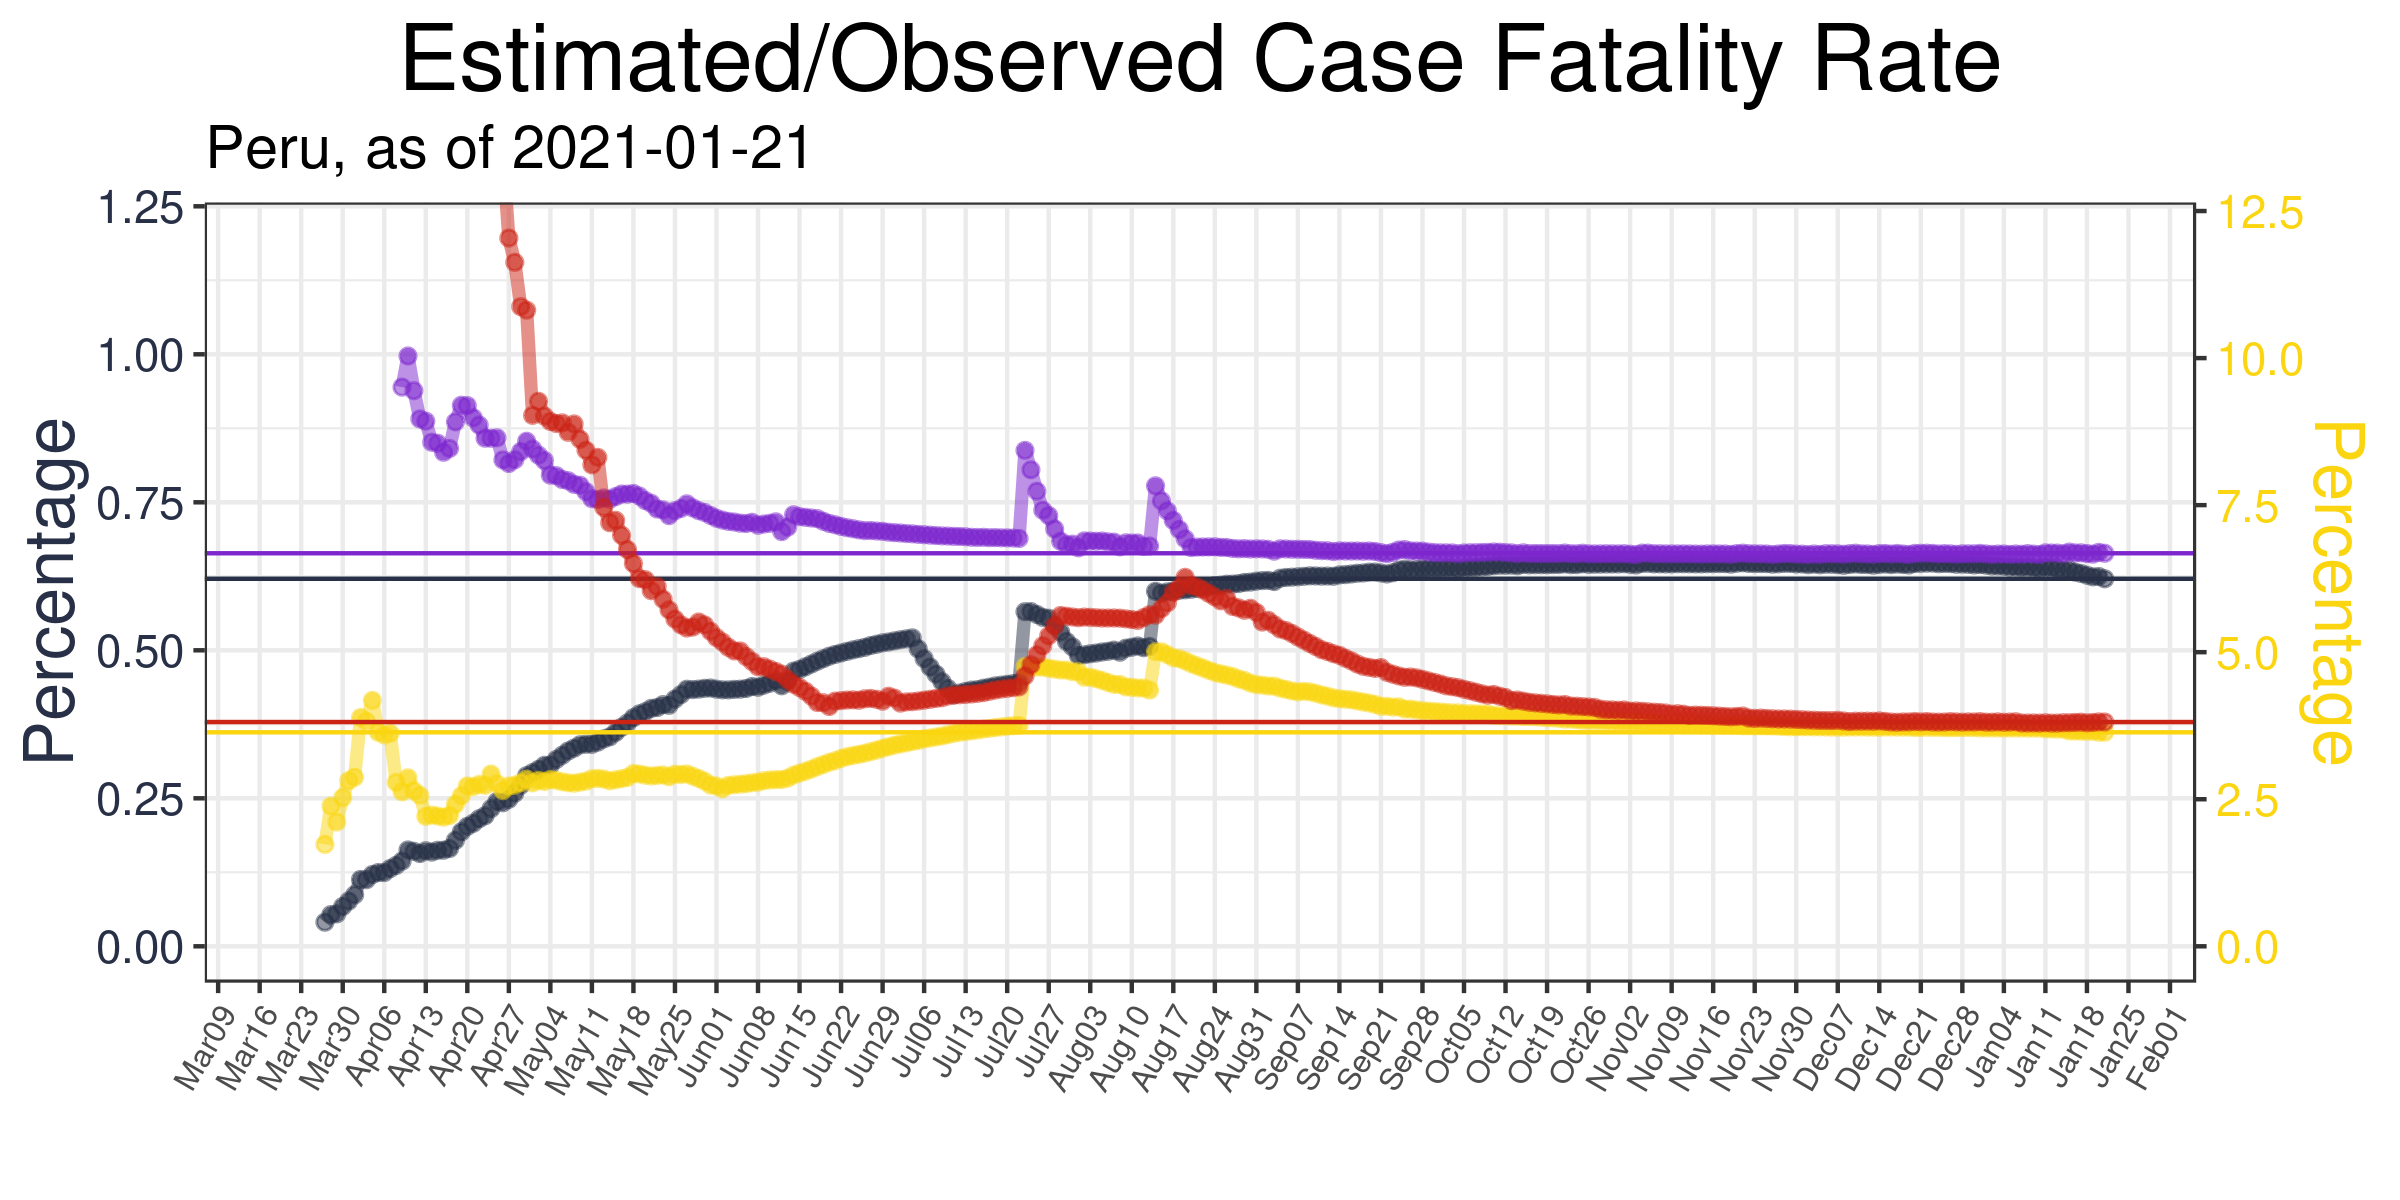 Estimated/Observed Case Fatality Rate
Peru, as of 2021-01-21
Percentage
1.25
1.00
0.75
0.50
0.25
0.00
12.5
10.0
7.5
5.0
2.5
0.0
Percentage
Mar09
Mar16
Mar23
Mar30
Apr06
Apr13
Apr20
Apr27
May04
May11
May18
May25
Jun01
Jun08
Jun15
Jun22
Jun29
Jul06
Jul13
Jul20
Jul27
Aug03
Aug10
Aug17
Aug24
Aug31
Sep07
Sep14
Sep21
Sep28
Oct05
Oct12
Oct19
Oct26
Nov02
Nov09
Nov16
Nov23
Nov30
Dec07
Dec14
Dec21
Dec28
Jan04
Jan11
Jan18
Jan25
Feb01